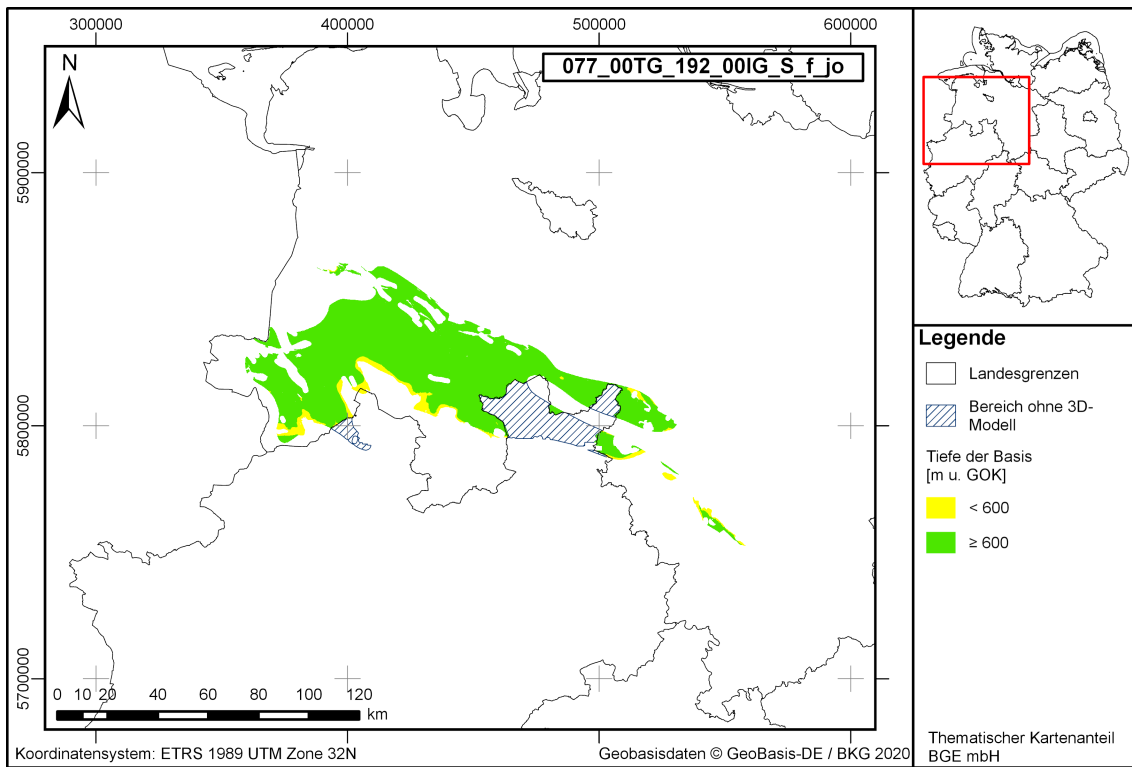 300000 400000 500000 600000
077_00TG_192_00IG_S_f_jo
N
5900000
5800000
5700000
0 10 20 40 60 80 100 120
km
Koordinatensystem: ETRS 1989 UTM Zone 32N
Geobasisdaten © GeoBasis-DE / BKG 2020
Legende
Landesgrenzen
Bereich ohne 3D-
Modell
Tiefe der Basis
[m u. GOK]
< 600
≥ 600
Thematischer Kartenanteil
BGE mbH